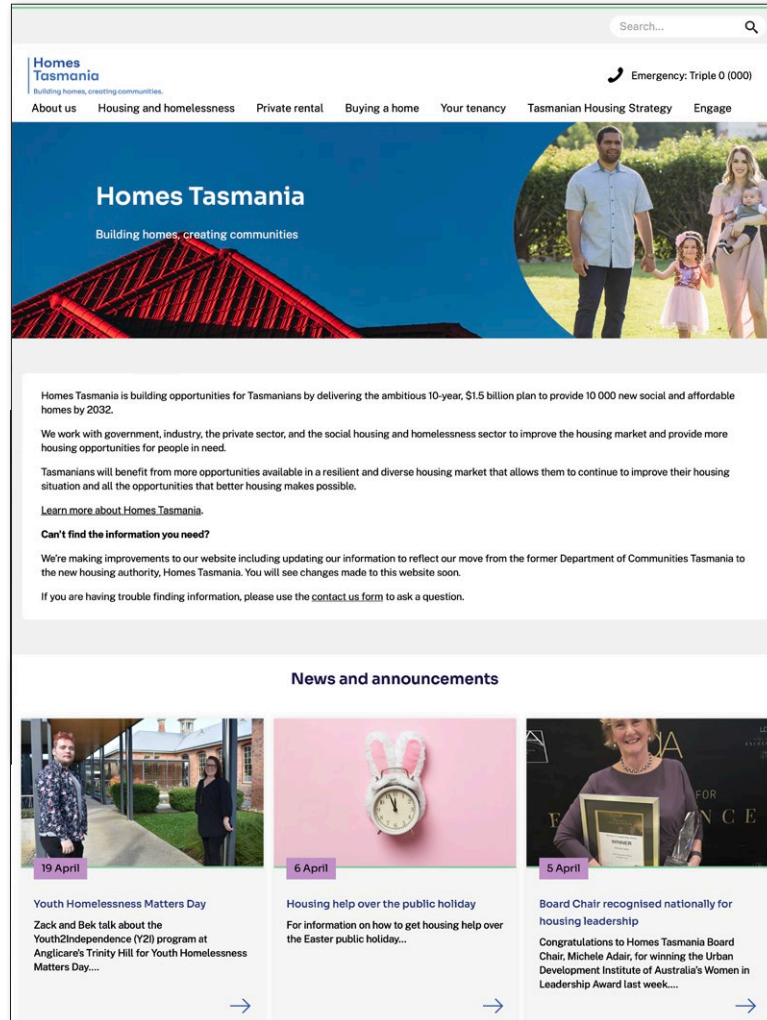 Search...
Homes
Tasmania
Building homes, creating communities.
Emergency: Triple 0 (000)
About us Housing and homelessness Private rental Buying a home Your tenancy Tasmanian Housing Strategy Engage
Homes Tasmania
Building homes, creating communities
Homes Tasmania is building opportunities for Tasmanians by delivering the ambitious 10-year, $1.5 billion plan to provide 10 000 new social and affordable
homes by 2032.
We work with government, industry, the private sector, and the social housing and homelessness sector to improve the housing market and provide more
housing opportunities for people in need.
Tasmanians will benefit from more opportunities available in a resilient and diverse housing market that allows them to continue to improve their housing
situation and all the opportunities that better housing makes possible.
Learn more about Homes Tasmania.
Can't find the information you need?
We're making improvements to our website including updating our information to reflect our move from the former Department of Communities Tasmania to
the new housing authority, Homes Tasmania. You will see changes made to this website soon.
If you are having trouble finding information, please use the contact us form to ask a question.
News and announcements
19 April
Youth Homelessness Matters Day
Zack and Bek talk about the
Youth2Independence (Y2I) program at
Anglicare's Trinity Hill for Youth Homelessness
Matters Day....
6 April
Housing help over the public holiday
For information on how to get housing help over
the Easter public holiday...
FOR
WINNER
5 April
Board Chair recognised nationally for
housing leadership
Congratulations to Homes Tasmania Board
Chair, Michele Adair, for winning the Urban
Development Institute of Australia's Women in
Leadership Award last week....